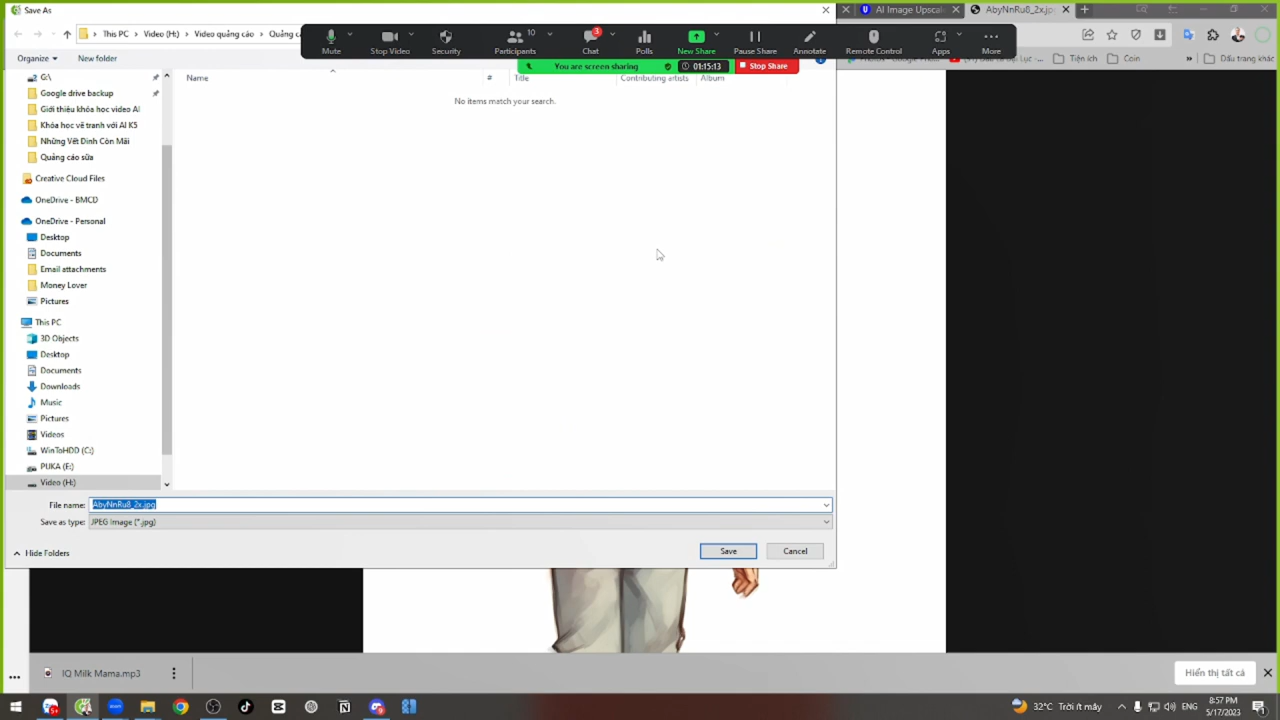 Save As
AI Image Upscal
AbyNnRu8_2x.jp
This PC > Video (H:) > Video quảng cáo >
Mute
Stop Video
Security
10
Participants
3
Chat
Polls
New Share
Pause Share
Annotate
Remote Control
Apps
More
You are screen sharing
01:15:13
Stop Share
Organize
New folder
Tiện ích
Coin
Dấu trang khác
Name
#
Title
Contributing artists
Album
No items match your search.
G:\
Google drive backup
Giới thiệu khóa học video AI
Khóa học vẽ tranh với AI K5
Những Vết Đinh Còn Mãi
Quảng cáo sữa
Creative Cloud Files
OneDrive - BMCD
OneDrive - Personal
Desktop
Documents
Email attachments
Money Lover
Pictures
This PC
3D Objects
Desktop
Documents
Downloads
Music
Pictures
Videos
WinToHDD (C:)
PUKA (E:)
Video (H:)
File name:
AbyNnRu8_2x.jpg
Save as type:
JPEG Image (*.jpg)
Hide Folders
Save
Cancel
IQ Milk Mama.mp3
Hiển thị tất cả
32°C Trời ít mây
ENG
8:57 PM
5/17/2023